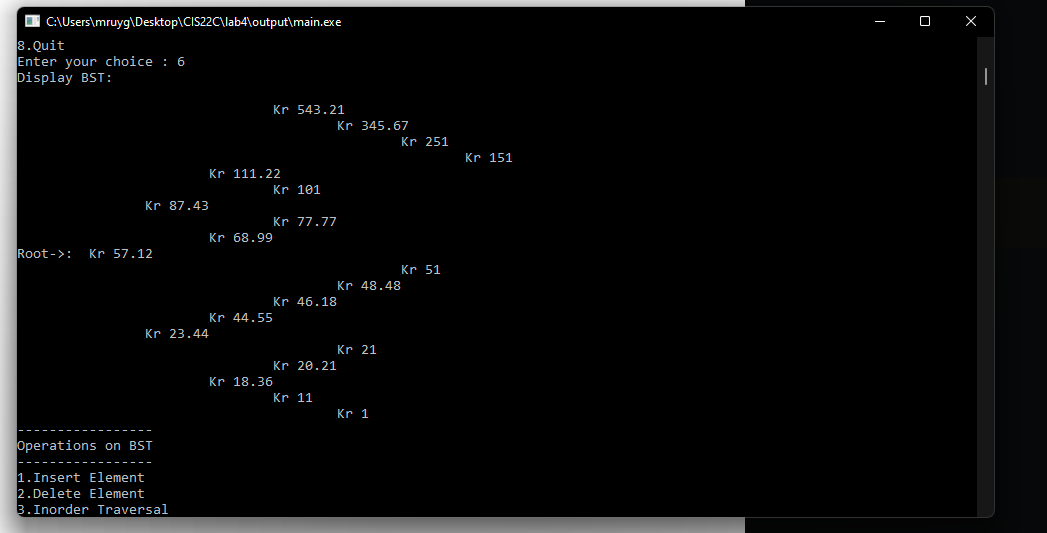 C:\Users\mruyg\Desktop\CIS22C\lab4\output\main.exe
8.Quit
Enter your choice : 6
Display BST:
Kr 543.21
Kr 345.67
Kr 251
Kr 151
Kr 111.22
Kr 101
Kr 87.43
Kr 77.77
Kr 68.99
Root->:  Kr 57.12
Kr 51
Kr 48.48
Kr 46.18
Kr 44.55
Kr 23.44
Kr 21
Kr 20.21
Kr 18.36
Kr 11
Kr 1
-----------------
Operations on BST
-----------------
1.Insert Element
2.Delete Element
3.Inorder Traversal